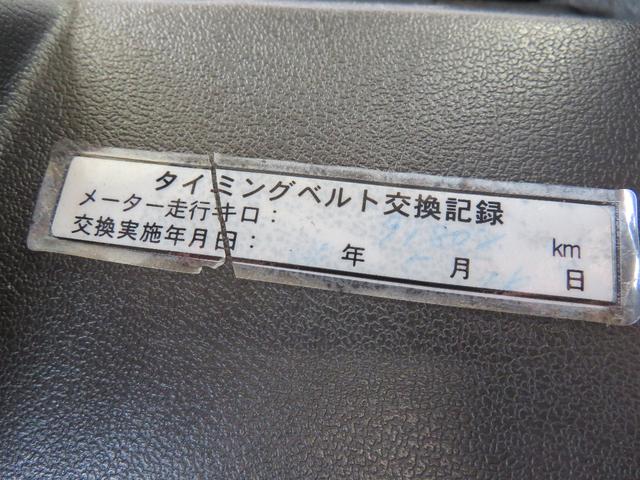 タイミングベルト交換記録
メーター走行キロ： km
交換実施年月日： 年 月 日